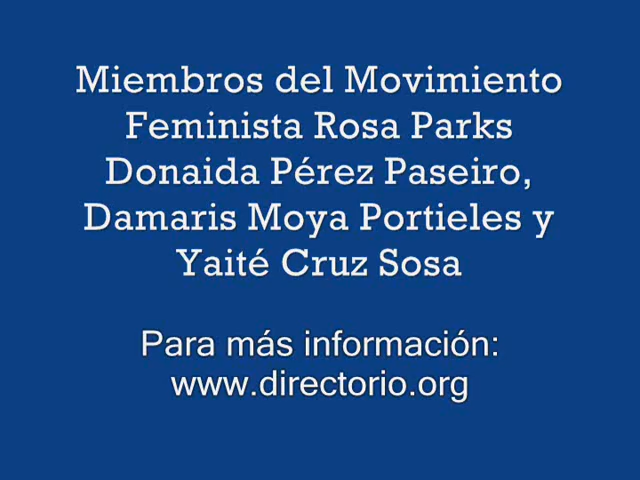 Miembros del Movimiento
Feminista Rosa Parks
Donaida Pérez Paseiro,
Damaris Moya Portieles y
Yaité Cruz Sosa
Para más información:
www.directorio.org